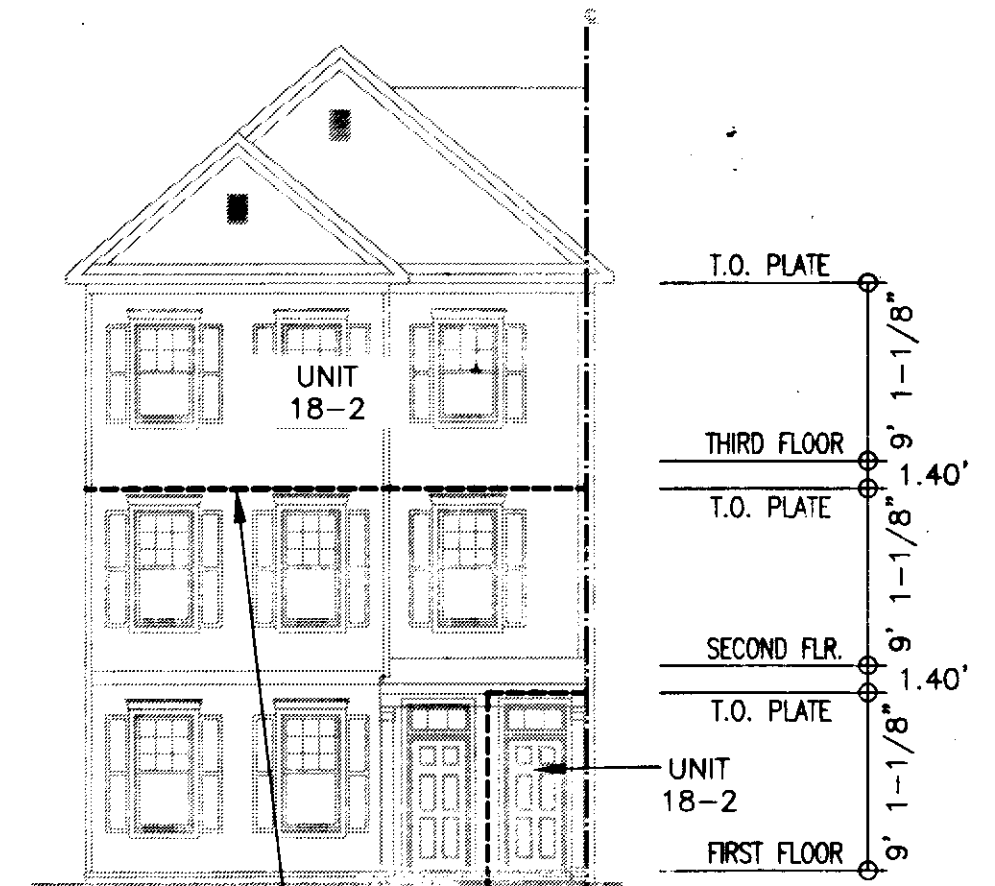 ℄
T.O. PLATE
9' 1-1/8"
UNIT
18-2
THIRD FLOOR
1.40'
T.O. PLATE
9' 1-1/8"
SECOND FLR.
1.40'
T.O. PLATE
9' 1-1/8"
UNIT
18-2
FIRST FLOOR